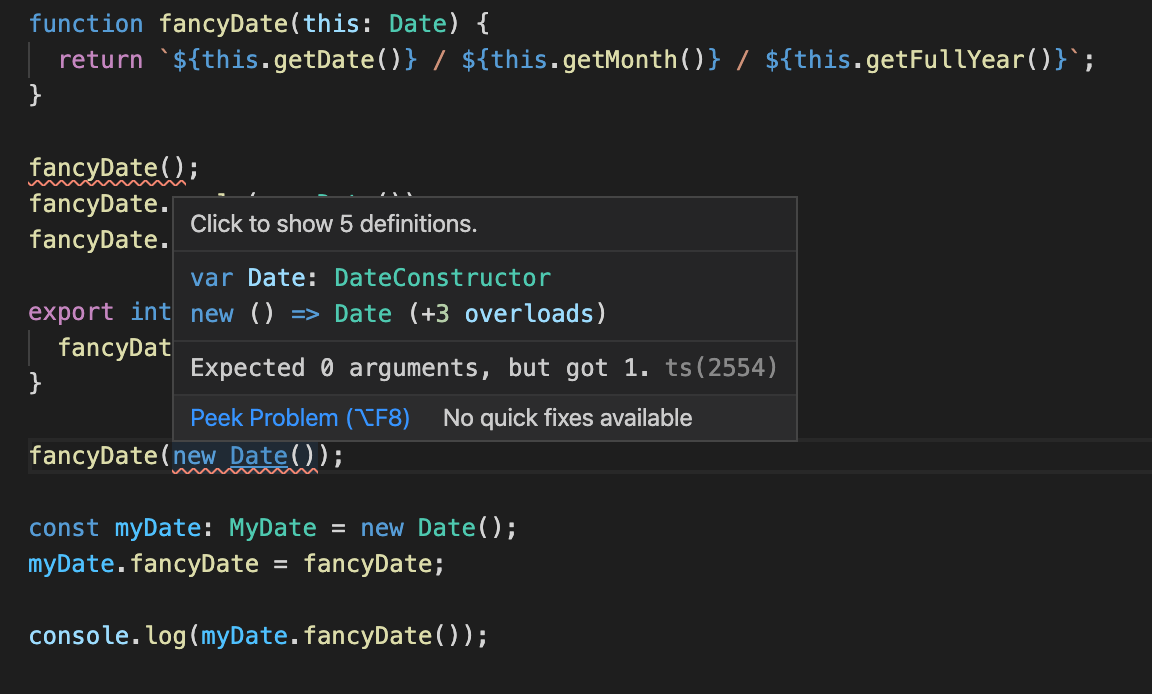 function fancyDate(this: Date) {
return `${this.getDate()} / ${this.getMonth()} / ${this.getFullYear()}`;
}
fancyDate();
fancyDate.
fancyDate.
Click to show 5 definitions.
var Date: DateConstructor
new () => Date (+3 overloads)
export int
fancyDat
}
Expected 0 arguments, but got 1. ts(2554)
Peek Problem (⌥F8) No quick fixes available
fancyDate(new Date());
const myDate: MyDate = new Date();
myDate.fancyDate = fancyDate;
console.log(myDate.fancyDate());